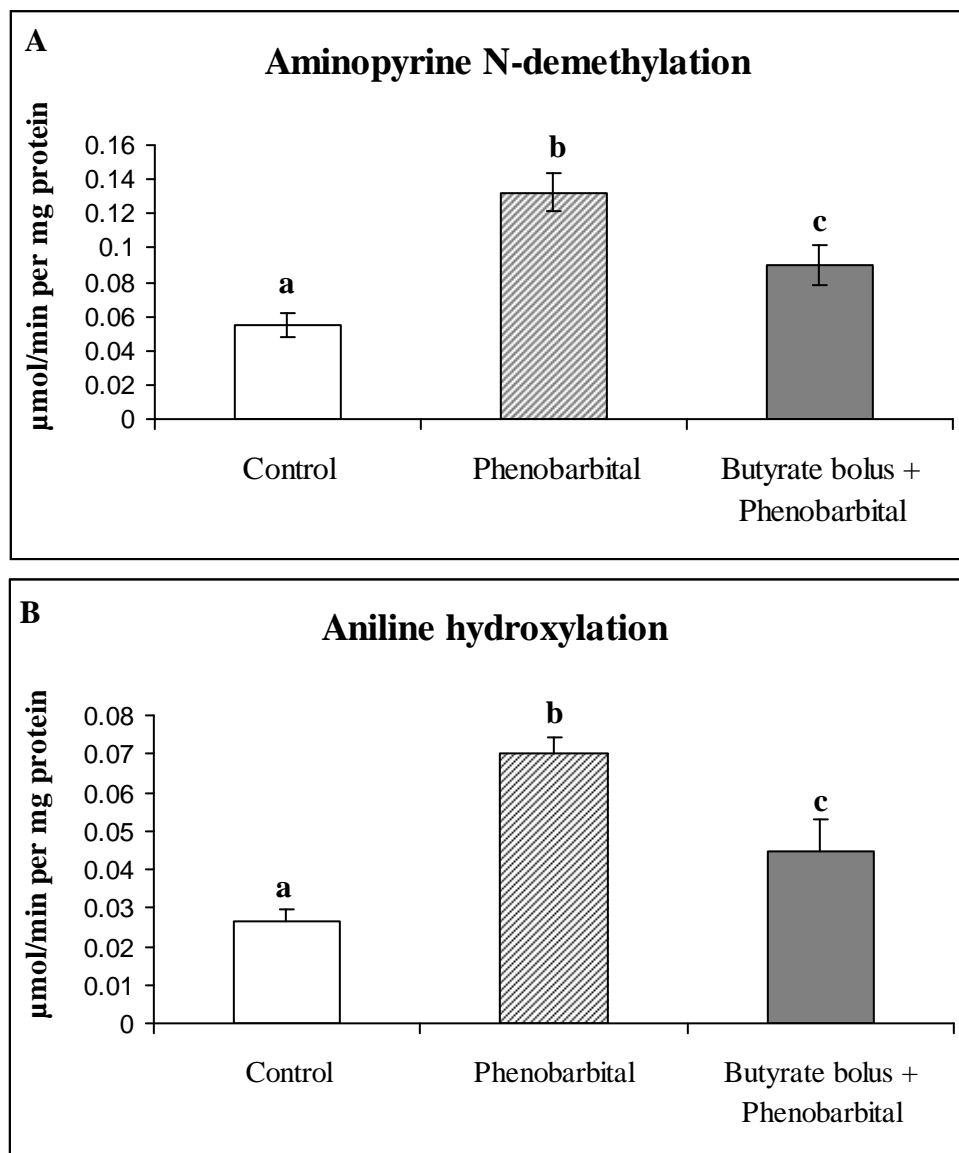 A
Aminopyrine N-demethylation
µmol/min per mg protein
0.16
0.14
0.12
0.1
0.08
0.06
0.04
0.02
0
a
b
c
Control
Phenobarbital
Butyrate bolus +
Phenobarbital
B
Aniline hydroxylation
µmol/min per mg protein
0.08
0.07
0.06
0.05
0.04
0.03
0.02
0.01
0
a
b
c
Control
Phenobarbital
Butyrate bolus +
Phenobarbital